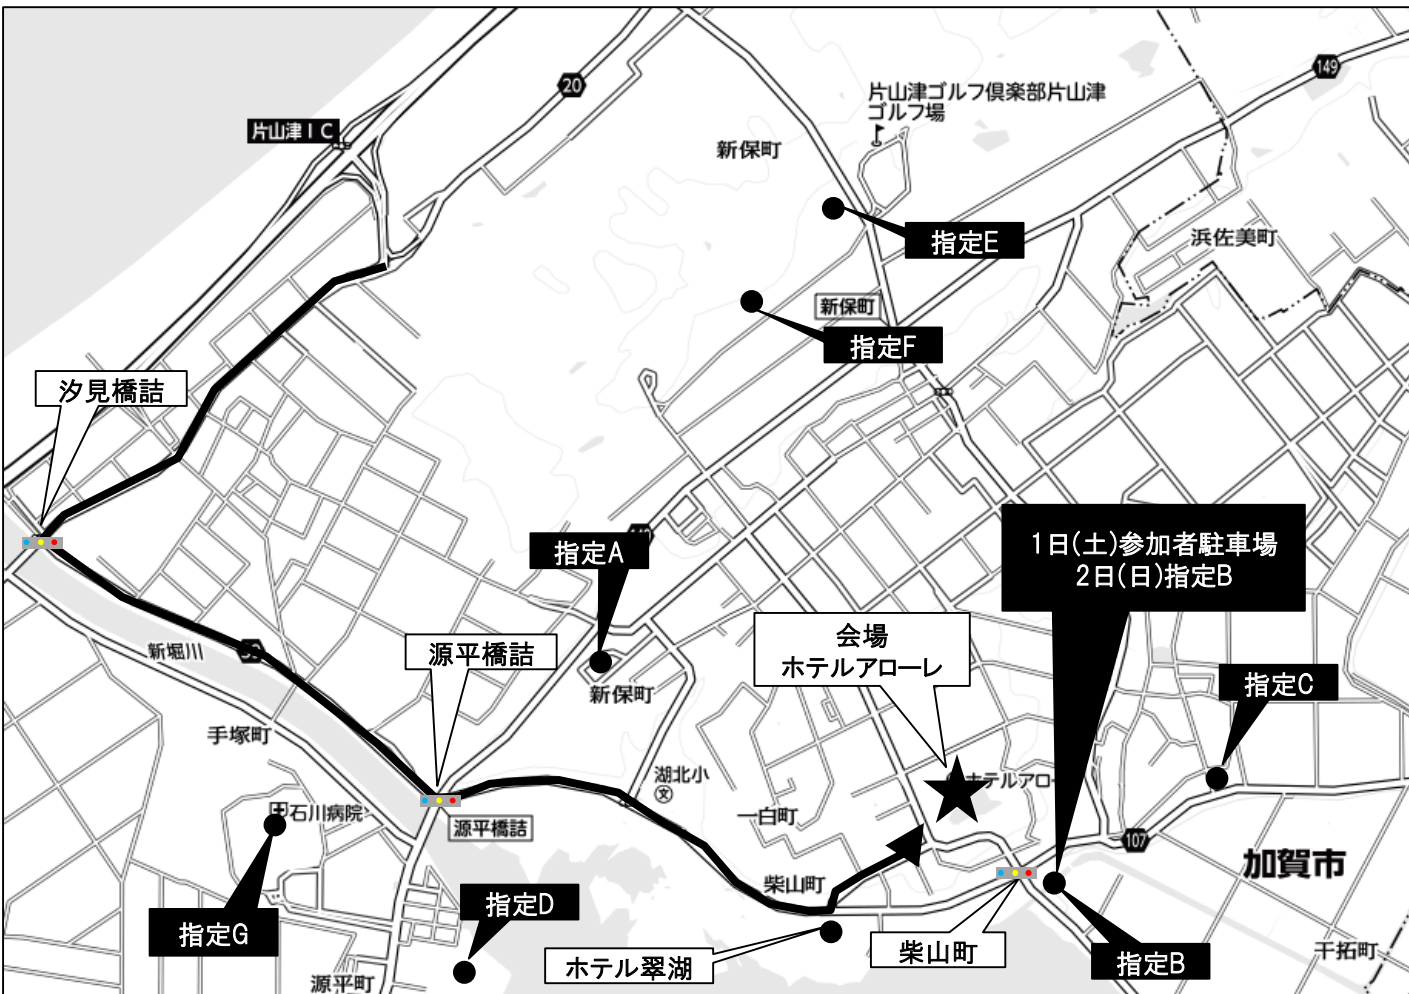 20
149
片山津ゴルフ倶楽部片山津
ゴルフ場
片山津IC
新保町
指定E
浜佐美町
新保町
指定F
汐見橋詰
1日(土)参加者駐車場
2日(日)指定B
指定A
会場
ホテルアローレ
新堀川
源平橋詰
新保町
指定C
手塚町
湖北小
文
ホテルアロー
石川病院
一白町
源平橋詰
107
加賀市
柴山町
指定D
指定G
柴山町
干拓町
ホテル翠湖
指定B
源平町